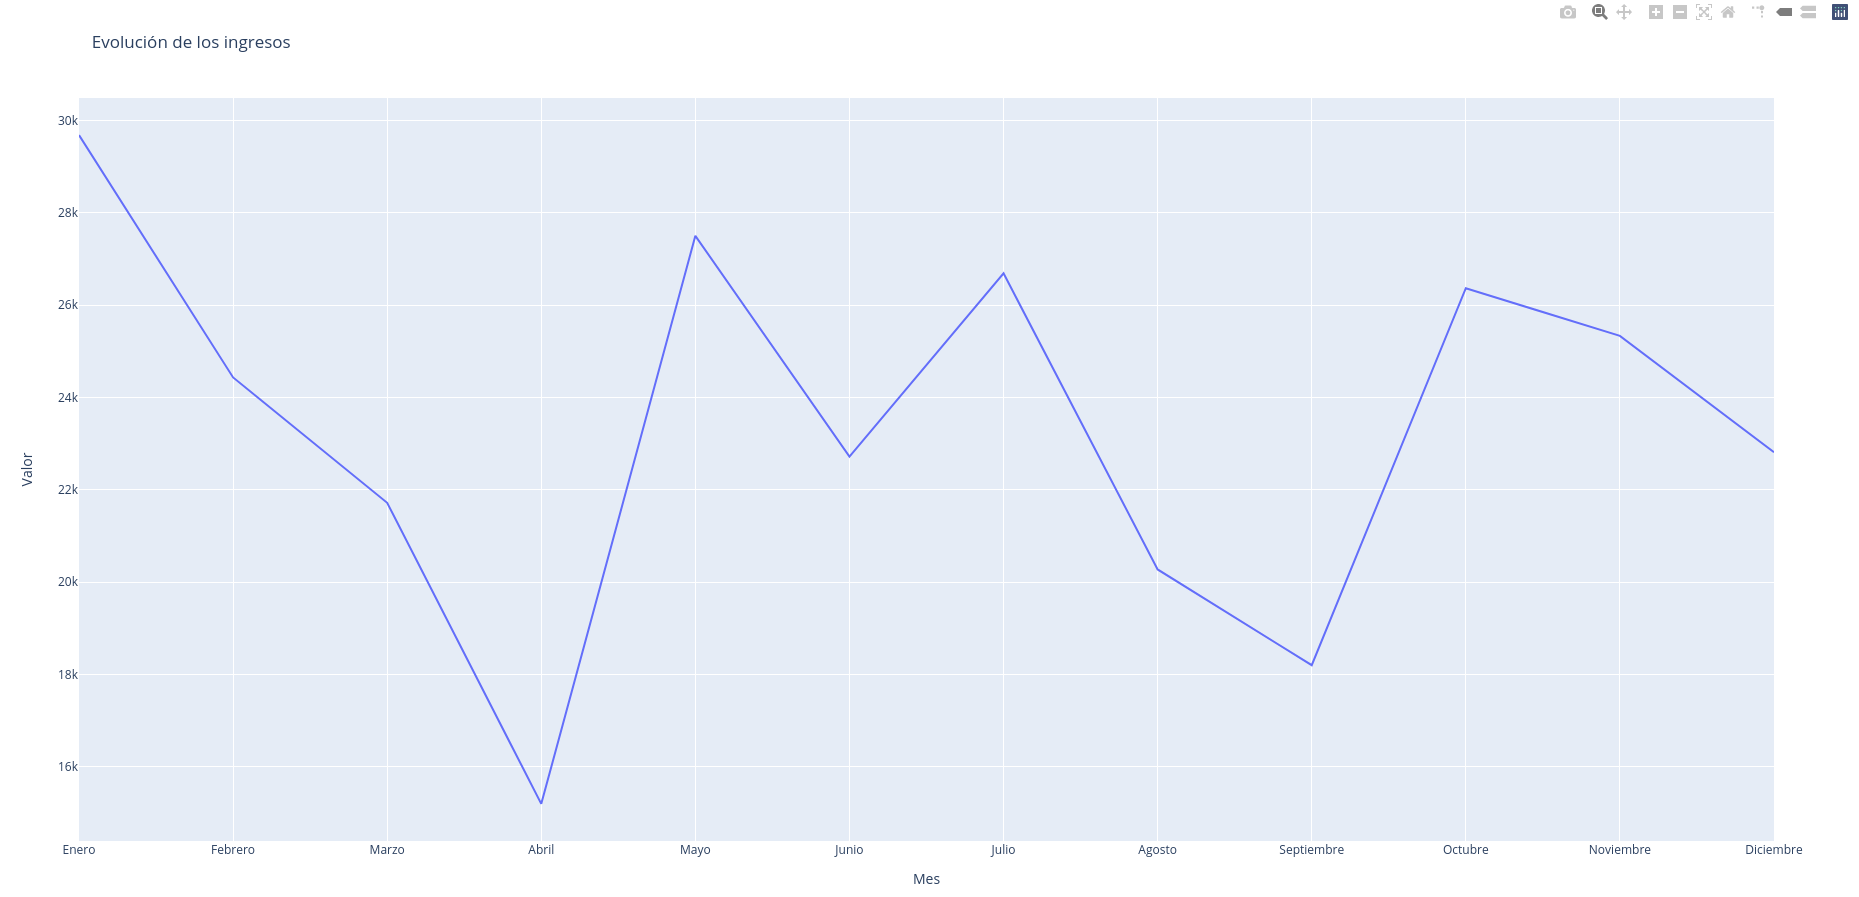 Evolución de los ingresos
30k
28k
26k
24k
22k
20k
18k
16k
Valor
Enero Febrero Marzo Abril Mayo Junio Julio Agosto Septiembre Octubre Noviembre Diciembre
Mes